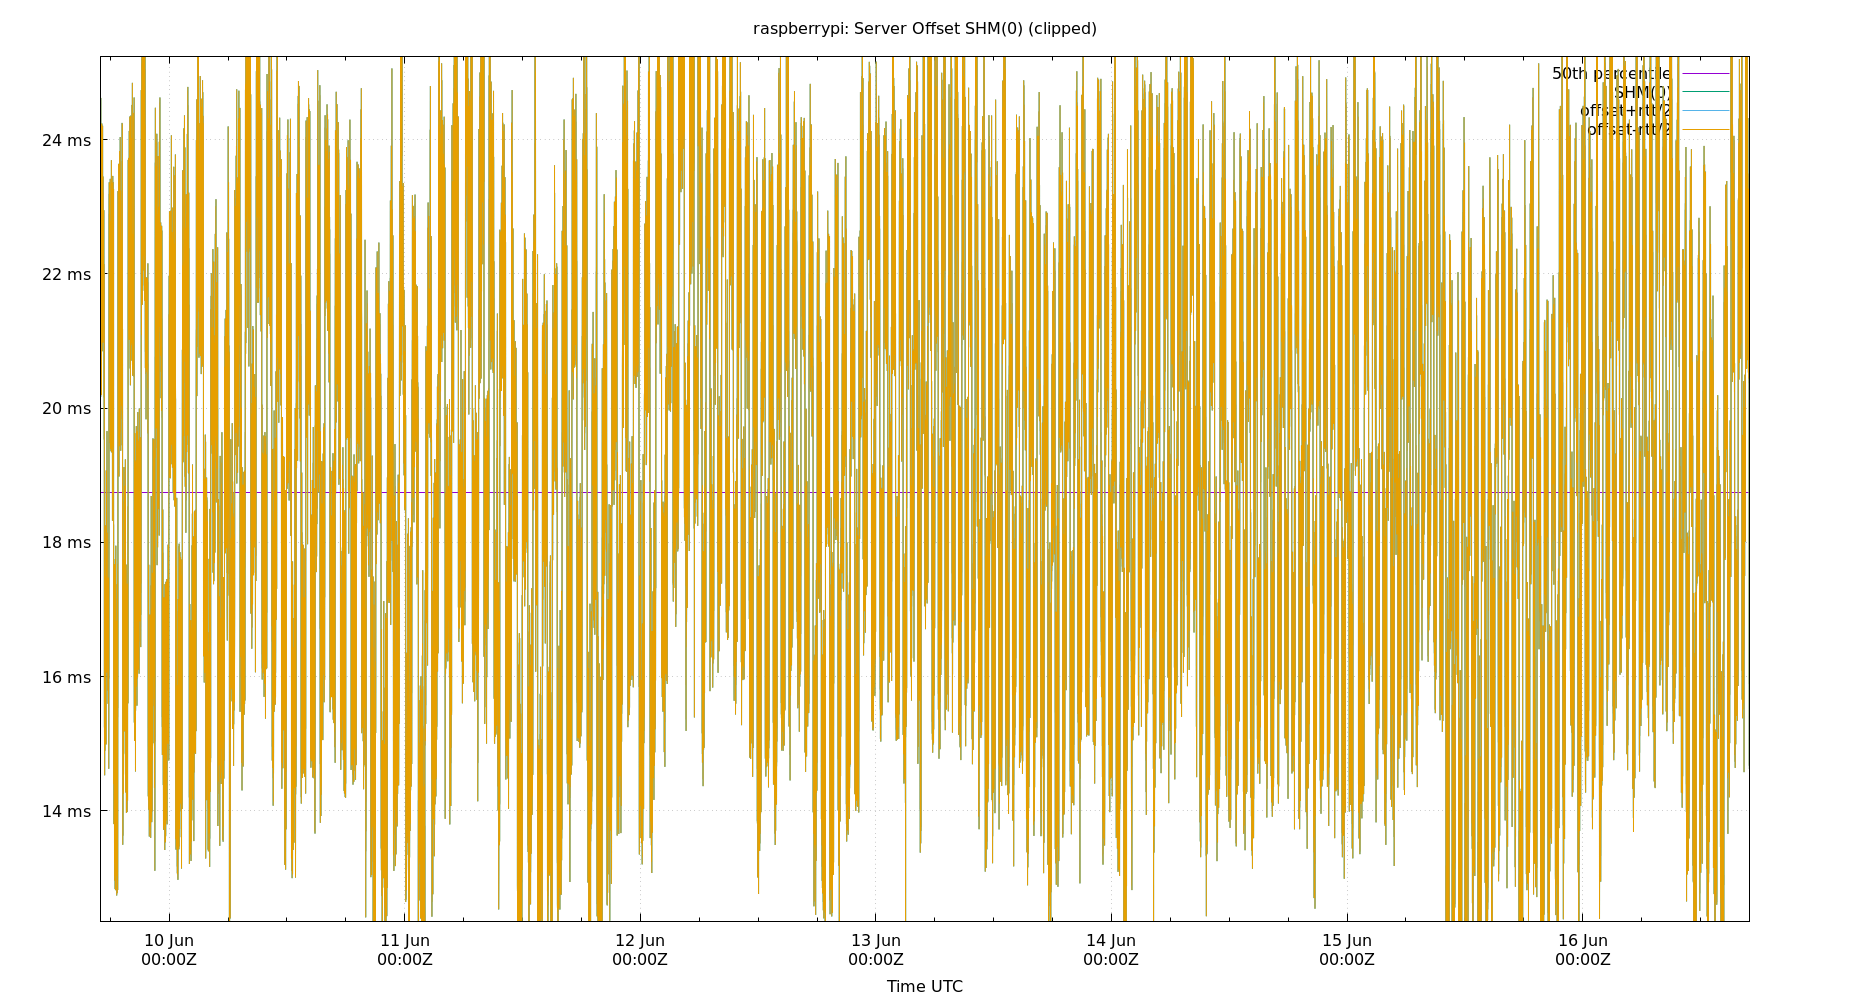 raspberrypi: Server Offset SHM(0) (clipped)
50th percentile
SHM(0)
offset+rtt/2
offset-rtt/2
24 ms
22 ms
20 ms
18 ms
16 ms
14 ms
10 Jun 11 Jun 12 Jun 13 Jun 14 Jun 15 Jun 16 Jun
00:00Z 00:00Z 00:00Z 00:00Z 00:00Z 00:00Z 00:00Z
Time UTC